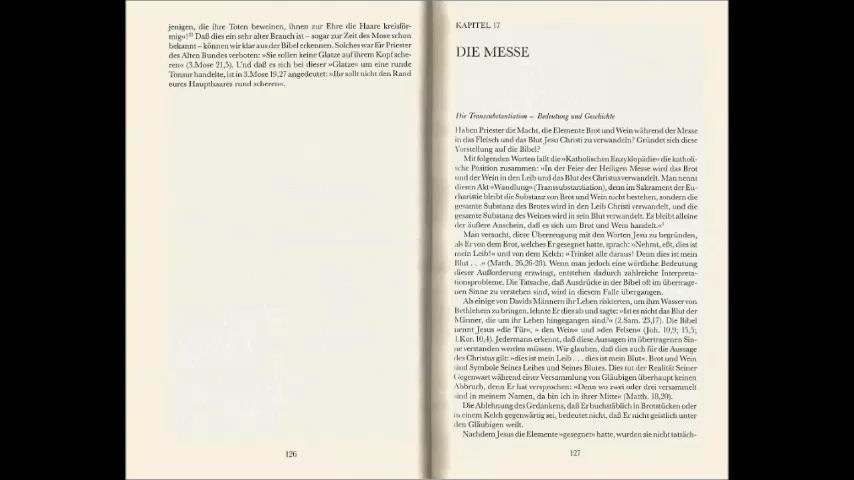 jenigen, die ihre Toten beweinen, ihnen zur Ehre die Haare kreisför-
mig«!²³ Daß dies ein sehr alter Brauch ist – sogar zur Zeit des Mose schon
bekannt – können wir klar aus der Bibel erkennen. Solches war für Priester
des Alten Bundes verboten: »Sie sollen keine Glatze auf ihrem Kopf sche-
ren« (3.Mose 21,5). Und daß es sich bei dieser »Glatze« um eine runde
Tonsur handelte, ist in 3.Mose 19,27 angedeutet: »Ihr sollt nicht den Rand
eures Haupthaares rund scheren«.
126
KAPITEL 17
DIE MESSE
Die Transsubstantiation – Bedeutung und Geschichte
Haben Priester die Macht, die Elemente Brot und Wein während der Messe
in das Fleisch und das Blut Jesu Christi zu verwandeln? Gründet sich diese
Vorstellung auf die Bibel?
Mit folgenden Worten faßt die »Katholischen Enzyklopädie« die katholi-
sche Position zusammen: »In der Feier der Heiligen Messe wird das Brot
und der Wein in den Leib und das Blut des Christus verwandelt. Man nennt
diesen Akt »Wandlung« (Transsubstantiation), denn im Sakrament der Eu-
charistie bleibt die Substanz von Brot und Wein nicht bestehen, sondern die
gesamte Substanz des Brotes wird in den Leib Christi verwandelt, und die
gesamte Substanz des Weines wird in sein Blut verwandelt. Es bleibt alleine
der äußere Anschein, daß es sich um Brot und Wein handelt.«¹
Man versucht, diese Überzeugung mit den Worten Jesu zu begründen,
als Er von dem Brot, welches Er gesegnet hatte, sprach: »Nehmt, eßt, dies ist
mein Leib!« und von dem Kelch: »Trinket alle daraus! Denn dies ist mein
Blut . . .« (Matth. 26,26-28). Wenn man jedoch eine wörtliche Bedeutung
dieser Aufforderung erzwingt, entstehen dadurch zahlreiche Interpreta-
tionsprobleme. Die Tatsache, daß Ausdrücke in der Bibel oft im übertrage-
nen Sinne zu verstehen sind, wird in diesem Falle übergangen.
Als einige von Davids Männern ihr Leben riskierten, um ihm Wasser von
Bethlehem zu bringen, lehnte Er dies ab und sagte: »Ist es nicht das Blut der
Männer, die um ihr Leben hingegangen sind?« (2.Sam. 23,17). Die Bibel
nennt Jesus »die Tür«, » den Wein« und »den Felsen« (Joh. 10,9; 15,5;
1.Kor. 10,4). Jedermann erkennt, daß diese Aussagen im übertragenen Sin-
ne verstanden werden müssen. Wir glauben, daß dies auch für die Aussage
des Christus gilt: »dies ist mein Leib . . . dies ist mein Blut«. Brot und Wein
sind Symbole Seines Leibes und Seines Blutes. Dies tut der Realität Seiner
Gegenwart während einer Versammlung von Gläubigen überhaupt keinen
Abbruch, denn Er hat versprochen: »Denn wo zwei oder drei versammelt
sind in meinem Namen, da bin ich in ihrer Mitte« (Matth. 18,20).
Die Ablehnung des Gedankens, daß Er buchstäblich in Brotstücken oder
in einem Kelch gegenwärtig sei, bedeutet nicht, daß Er nicht geistlich unter
den Gläubigen weilt.
Nachdem Jesus die Elemente »gesegnet« hatte, wurden sie nicht tatsäch-
127